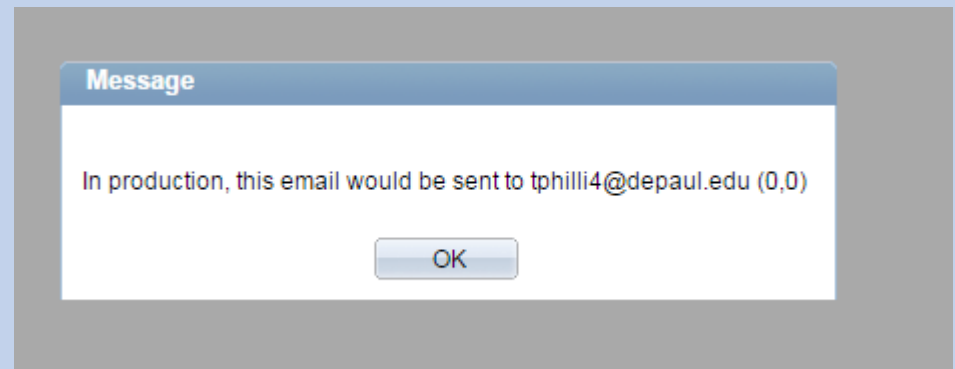 Message
In production, this email would be sent to tphilli4@depaul.edu (0,0)
OK